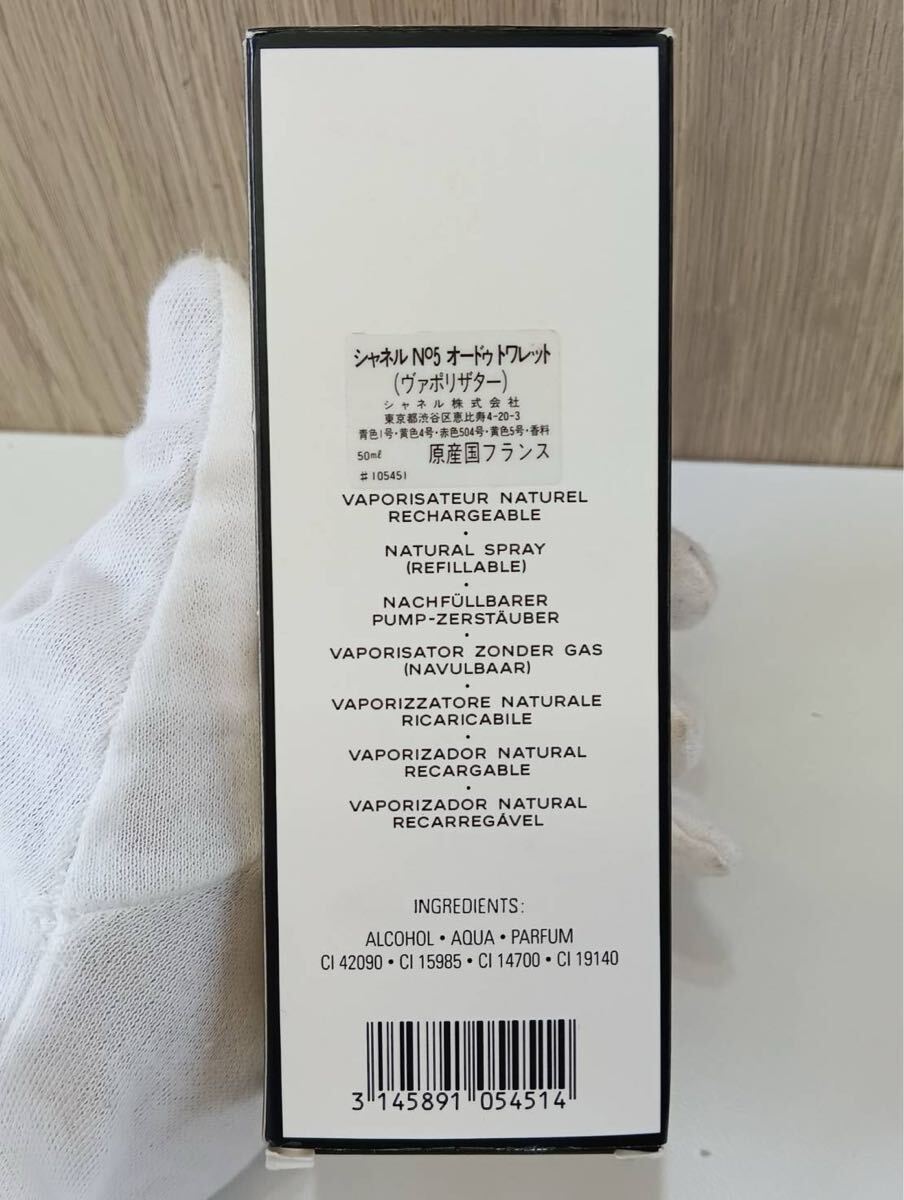 シャネル Nº5 オードゥ トワレット
(ヴァポリザター)
シャネル株式会社
東京都渋谷区恵比寿4-20-3
青色1号・黄色4号・赤色504号・黄色5号・香料
50ml 原産国フランス
#105451
VAPORISATEUR NATUREL
RECHARGEABLE
•
NATURAL SPRAY
(REFILLABLE)
•
NACHFÜLLBARER
PUMP-ZERSTÄUBER
•
VAPORISATOR ZONDER GAS
(NAVULBAAR)
•
VAPORIZZATORE NATURALE
RICARICABILE
•
VAPORIZADOR NATURAL
RECARGABLE
•
VAPORIZADOR NATURAL
RECARREGÁVEL
INGREDIENTS:
ALCOHOL • AQUA • PARFUM
CI 42090 • CI 15985 • CI 14700 • CI 19140
3 145891 054514